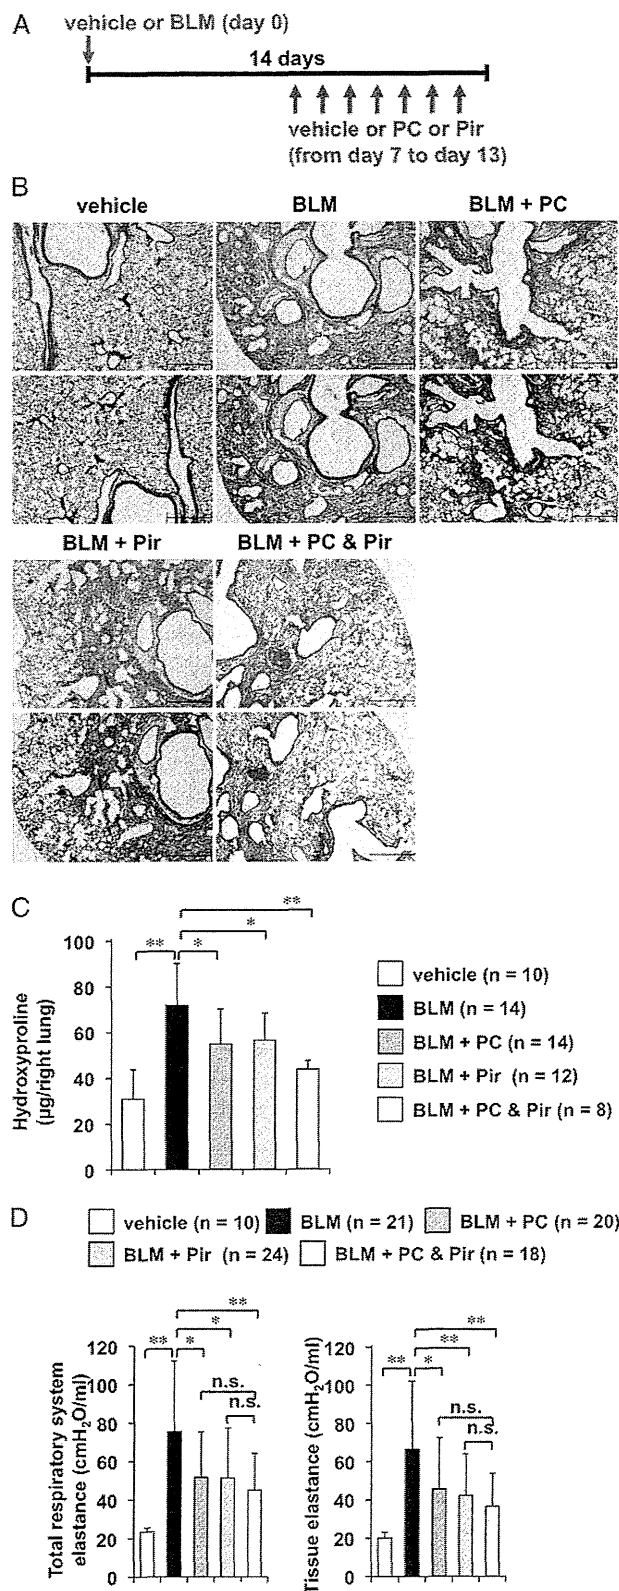 A
vehicle or BLM (day 0)
14 days
vehicle or PC or Pir
(from day 7 to day 13)
B
vehicle BLM BLM + PC
BLM + Pir BLM + PC & Pir
C
Hydroxyproline
(μg/right lung)
100
80
60
40
20
0
** * * **
vehicle (n = 10)
BLM (n = 14)
BLM + PC (n = 14)
BLM + Pir (n = 12)
BLM + PC & Pir (n = 8)
D
vehicle (n = 10) BLM (n = 21) BLM + PC (n = 20)
BLM + Pir (n = 24) BLM + PC & Pir (n = 18)
Total respiratory system
elastance (cmH₂O/ml)
120
100
80
60
40
20
0
**
*
** *
n.s.
n.s.
Tissue elastance (cmH₂O/ml)
120
100
80
60
40
20
0
**
**
** *
n.s.
n.s.